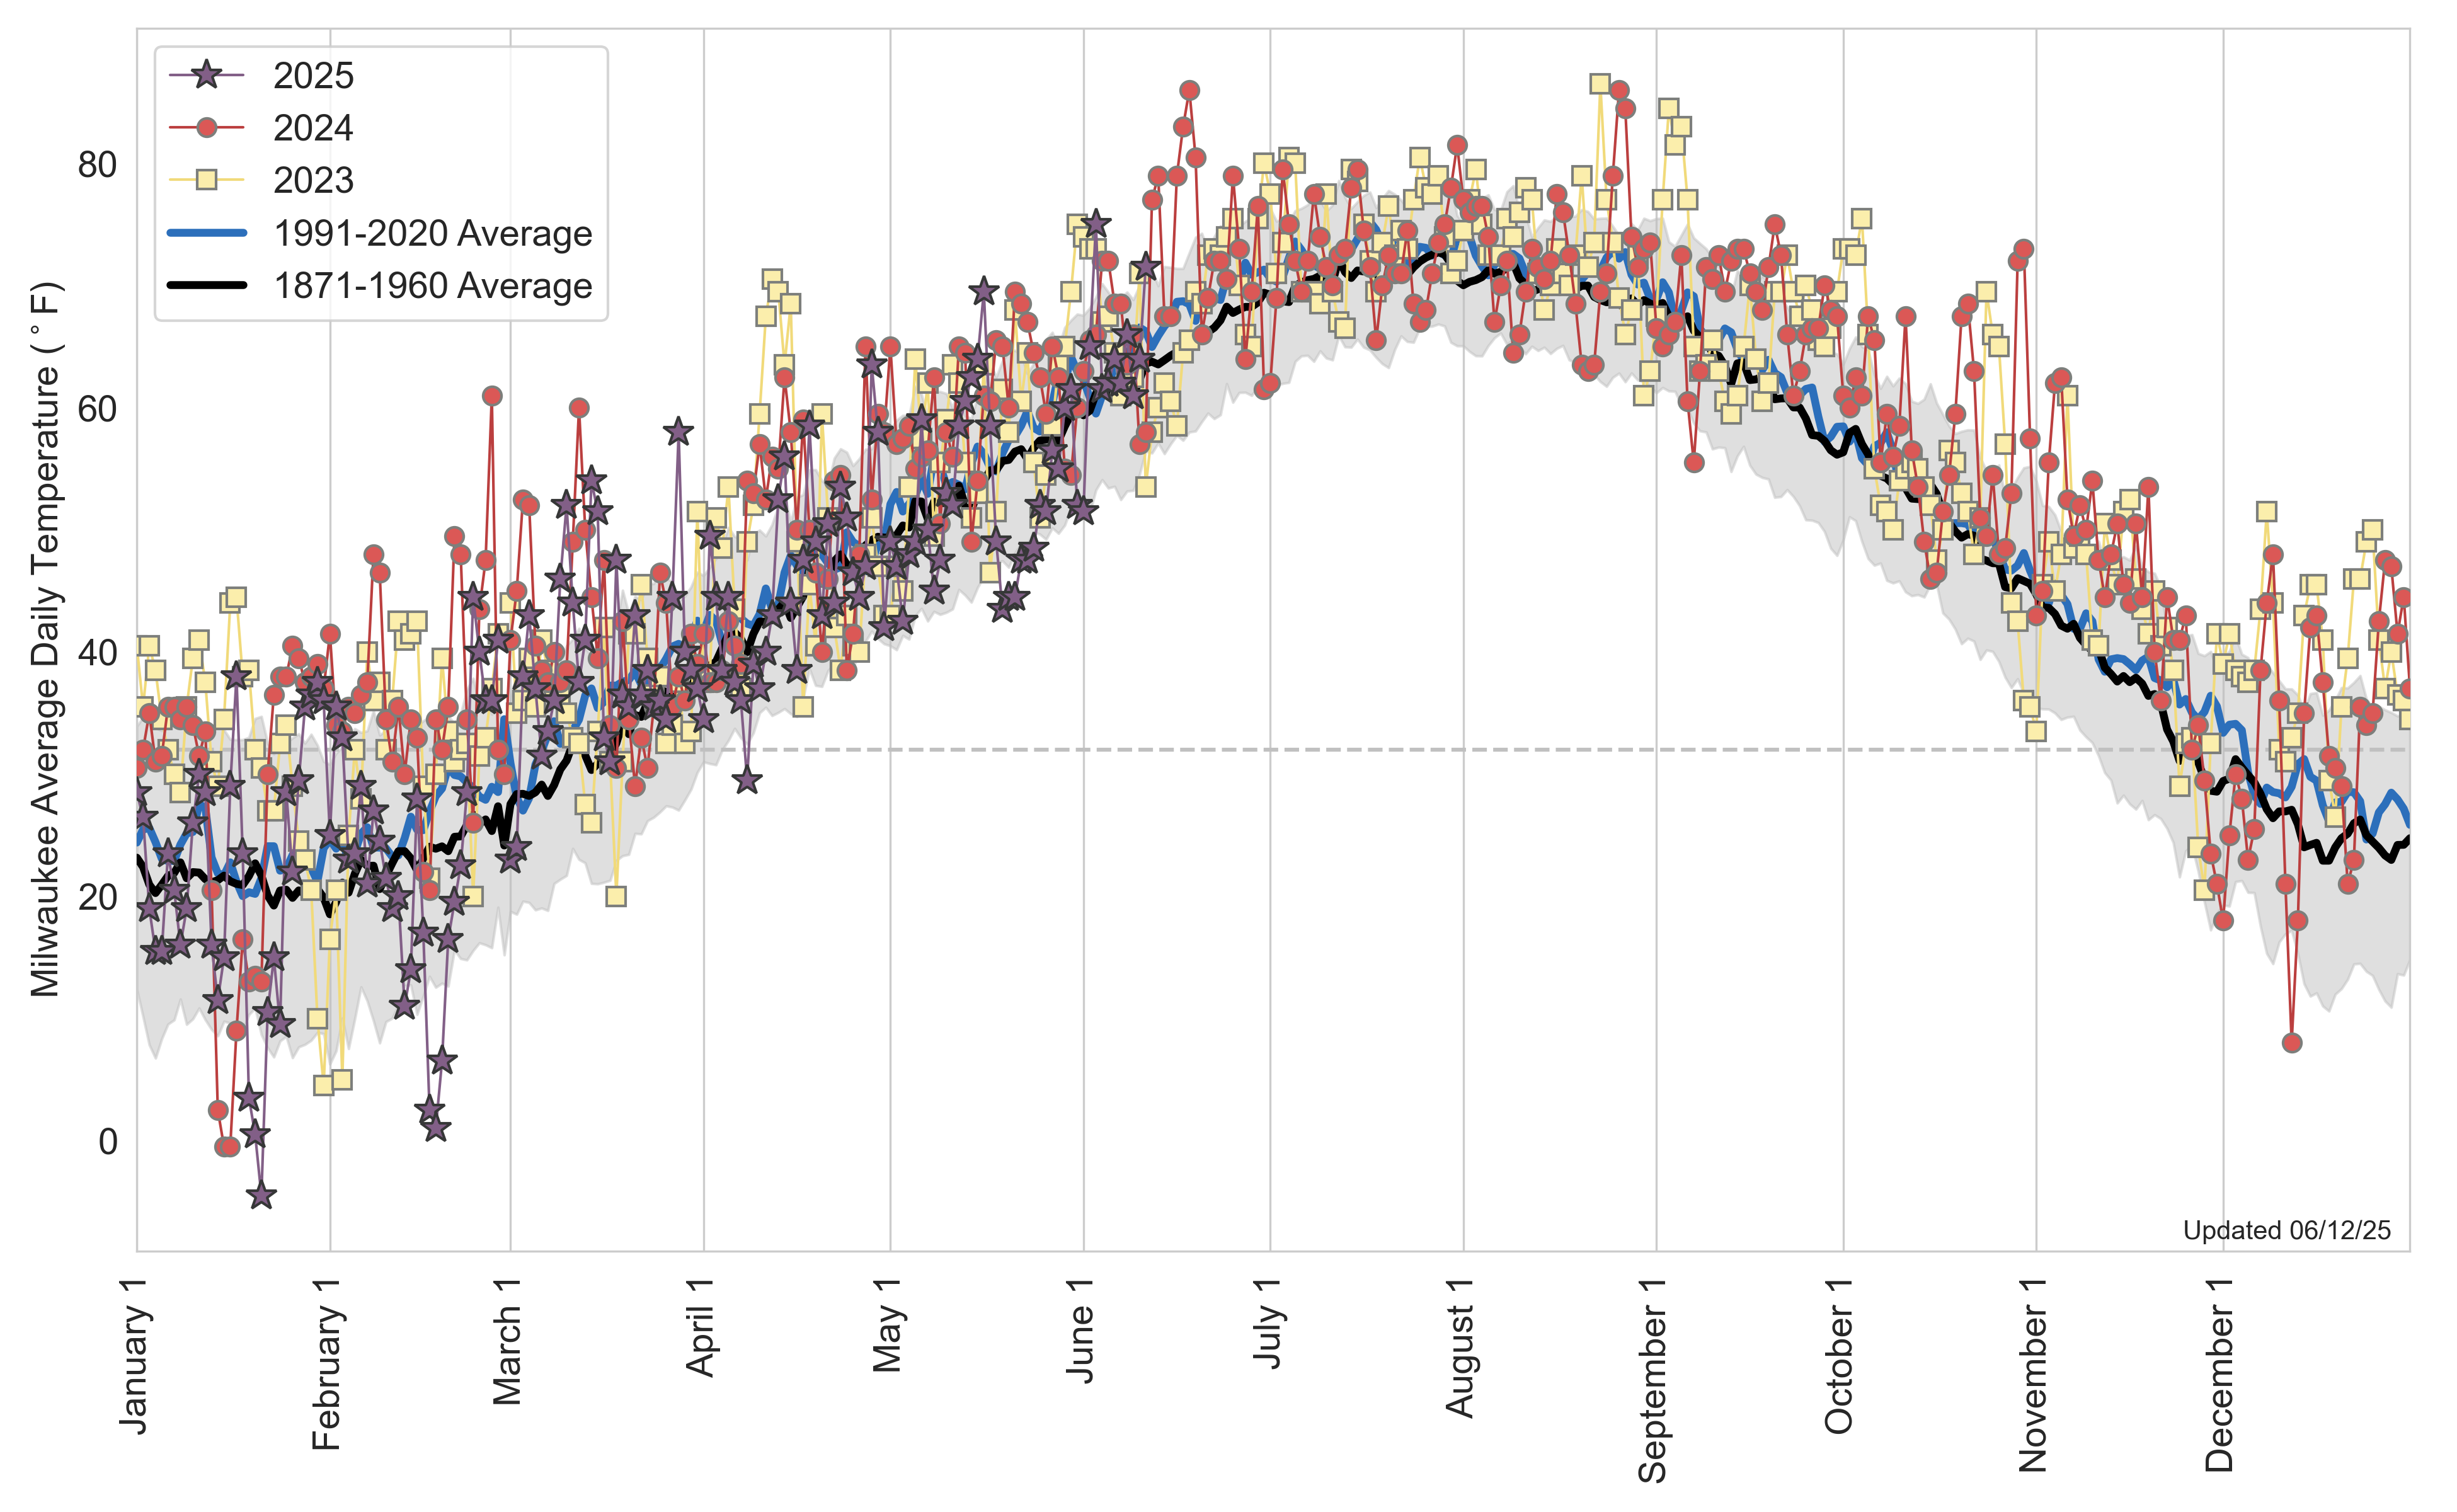 2025
2024
2023
1991-2020 Average
1871-1960 Average
Milwaukee Average Daily Temperature (°F)
80
60
40
20
0
Updated 06/12/25
January 1
February 1
March 1
April 1
May 1
June 1
July 1
August 1
September 1
October 1
November 1
December 1